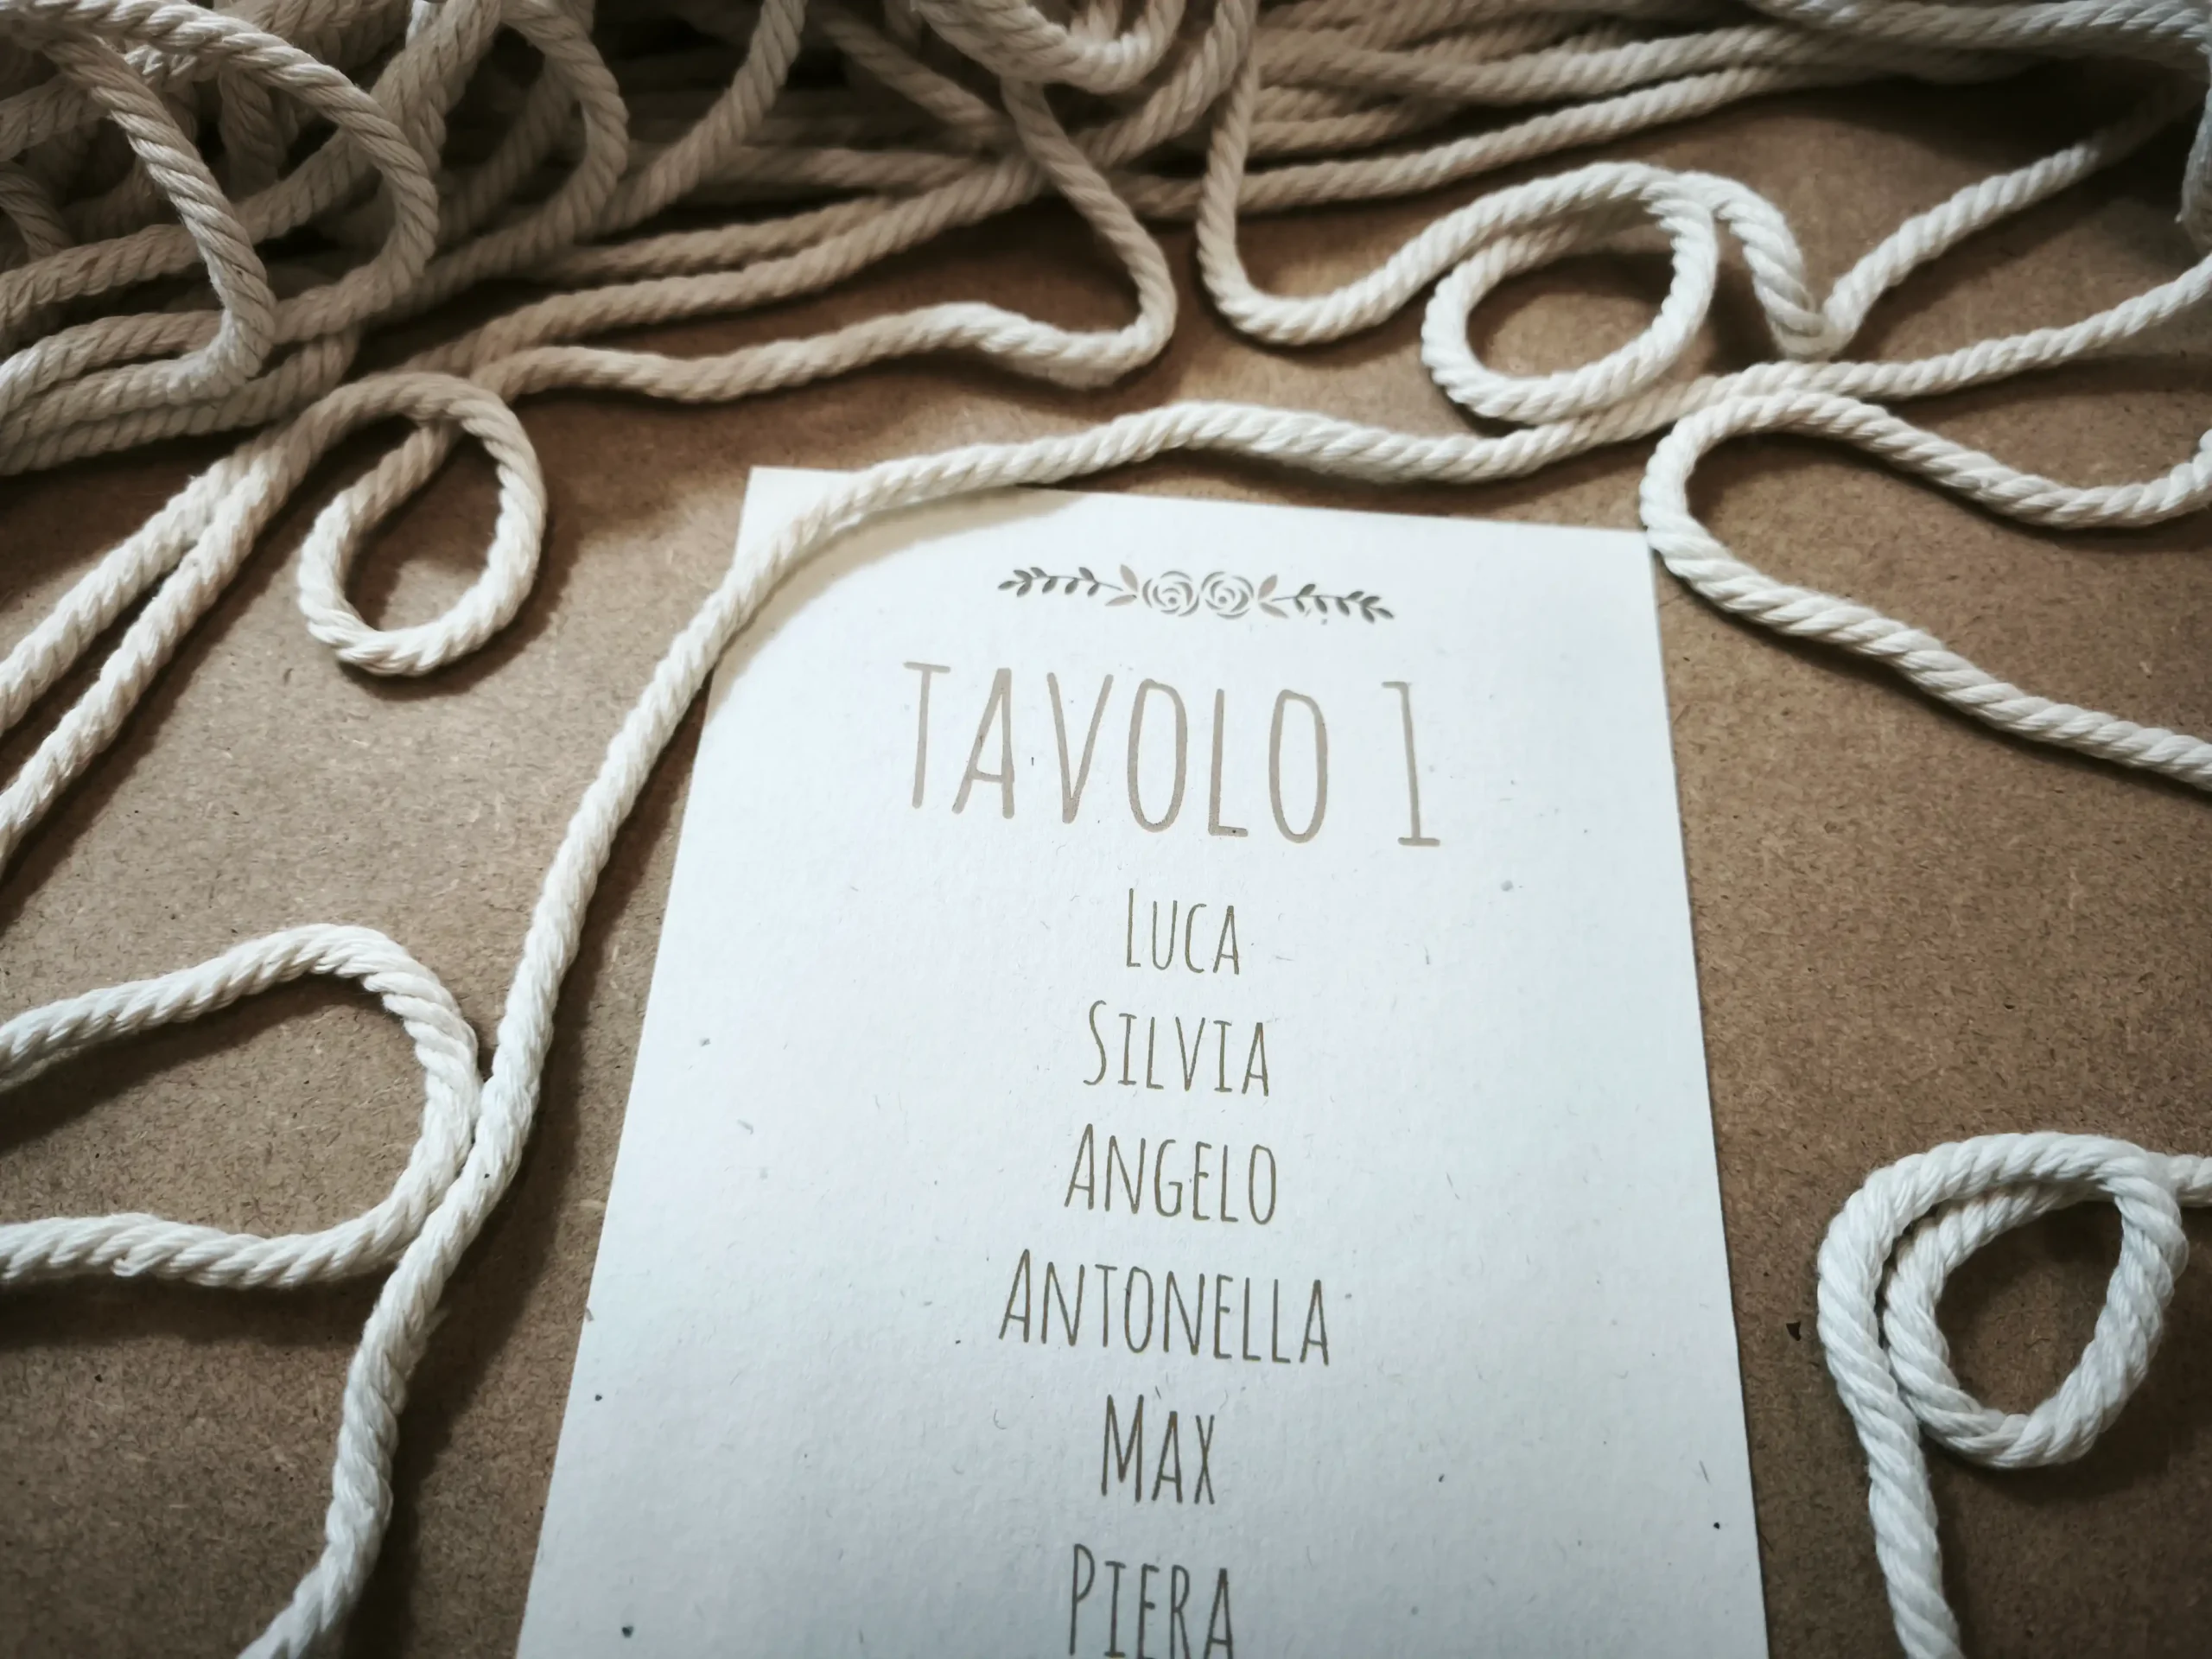 TAVOLO 1
LUCA
SILVIA
ANGELO
ANTONELLA
MAX
PIERA